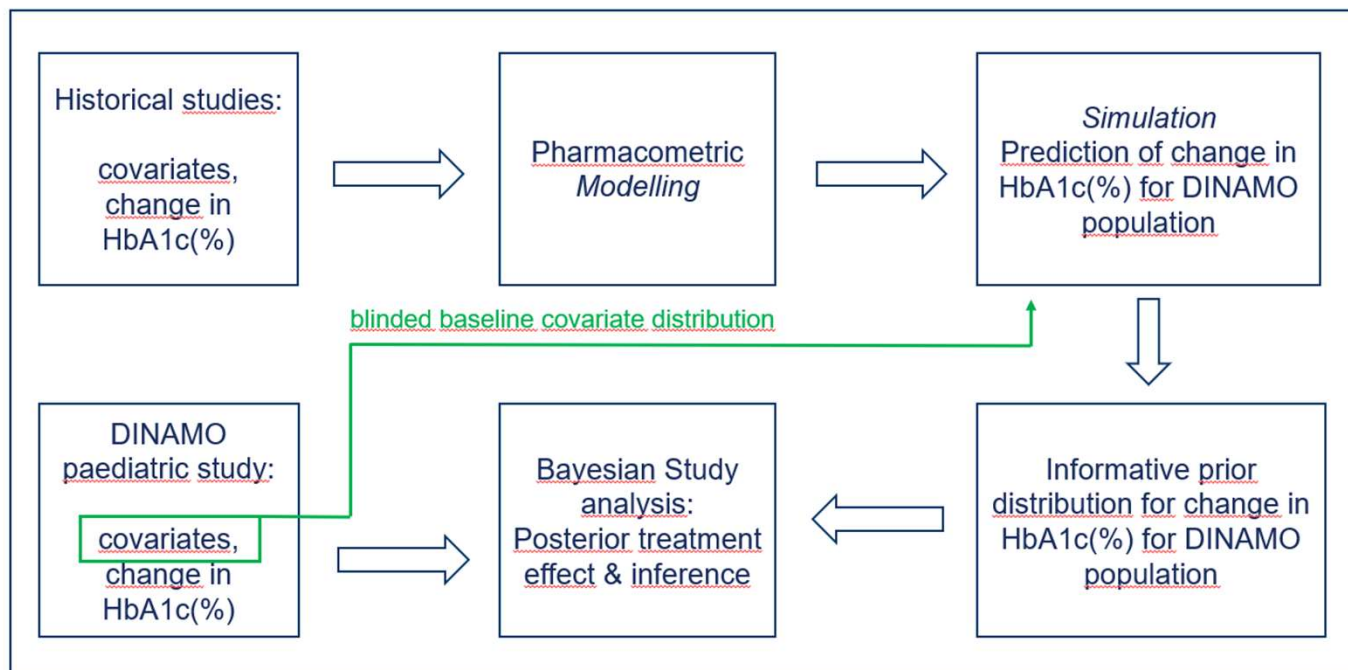 Historical studies:
covariates,
change in
HbA1c(%)
Pharmacometric
Modelling
Simulation
Prediction of change in
HbA1c(%) for DINAMO
population
blinded baseline covariate distribution
DINAMO
paediatric study:
covariates,
change in
HbA1c(%)
Bayesian Study
analysis:
Posterior treatment
effect & inference
Informative prior
distribution for change in
HbA1c(%) for DINAMO
population